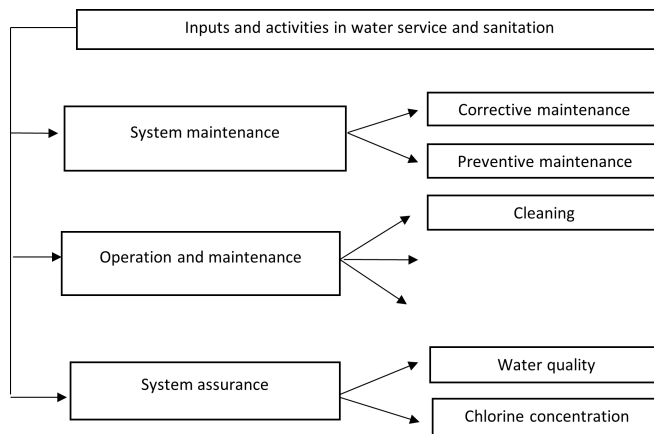 Inputs and activities in water service and sanitation
Corrective maintenance
System maintenance
Preventive maintenance
Cleaning
Operation and maintenance
Water quality
System assurance
Chlorine concentration